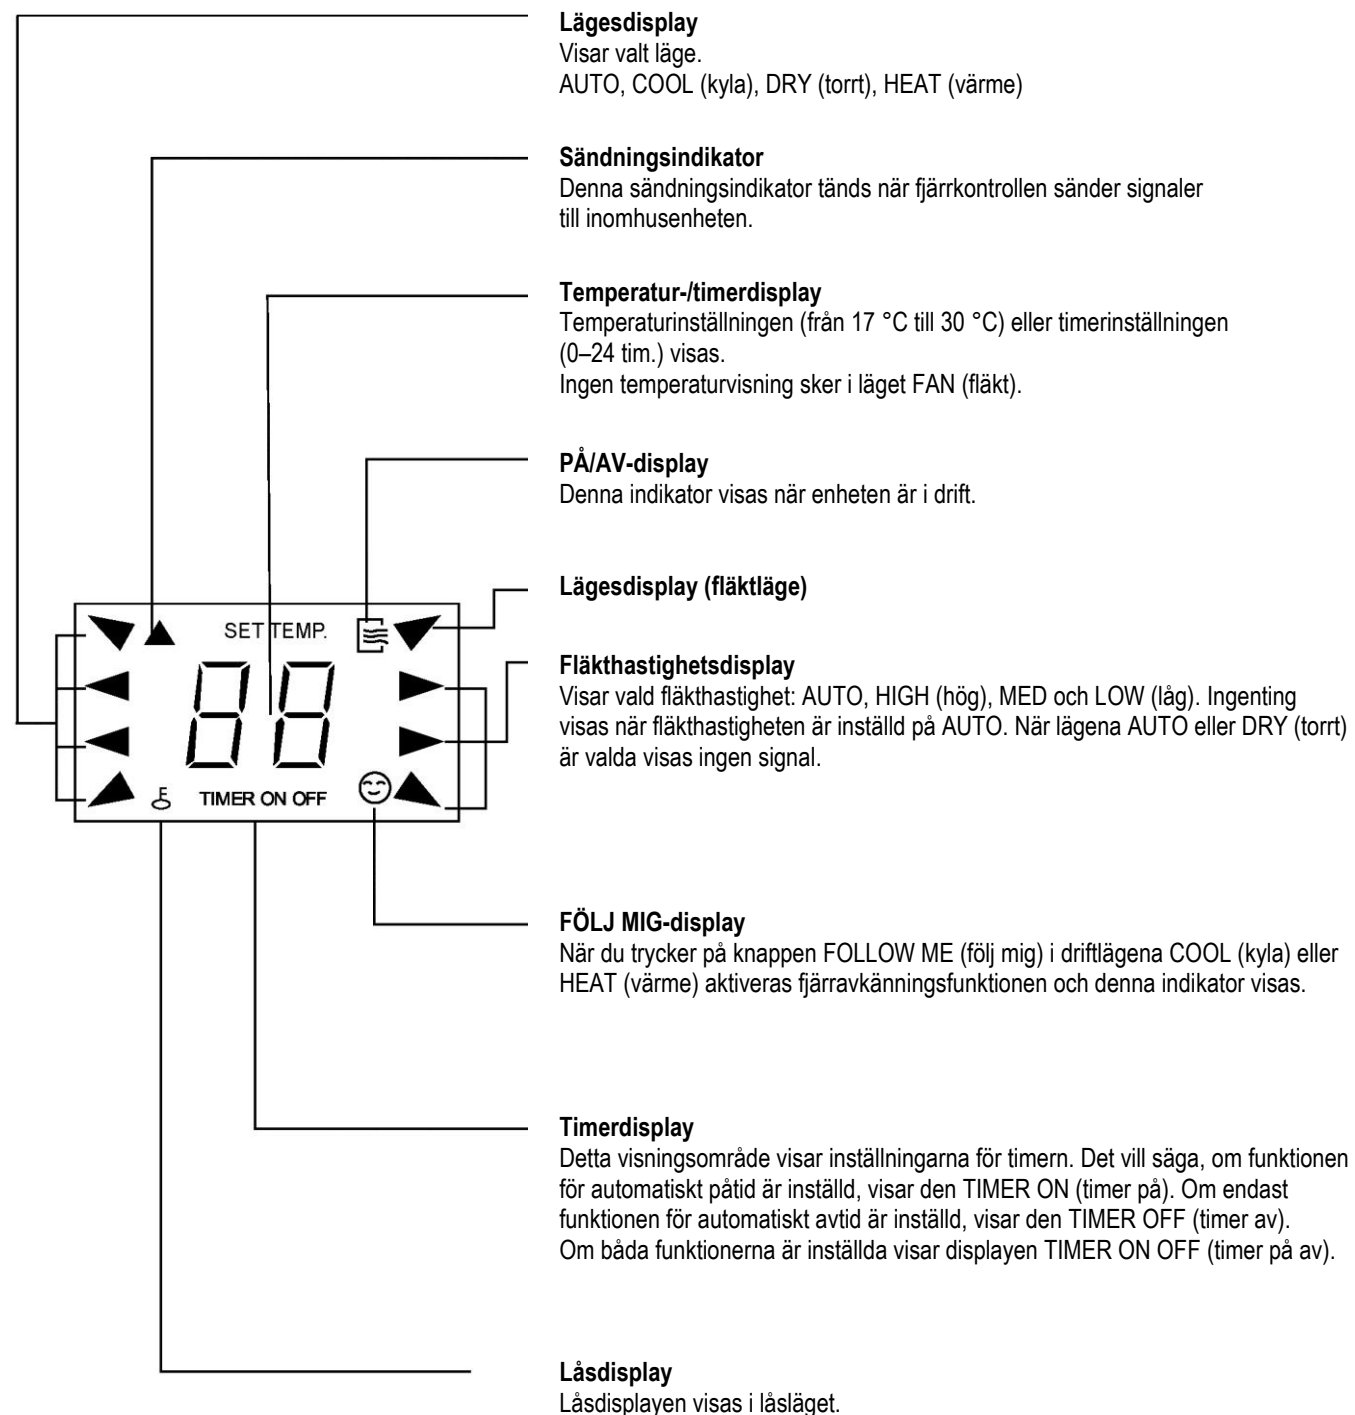 Lägesdisplay
Visar valt läge.
AUTO, COOL (kyla), DRY (torrt), HEAT (värme)
Sändningsindikator
Denna sändningsindikator tänds när fjärrkontrollen sänder signaler
till inomhusenheten.
Temperatur-/timerdisplay
Temperaturinställningen (från 17 °C till 30 °C) eller timerinställningen
(0–24 tim.) visas.
Ingen temperaturvisning sker i läget FAN (fläkt).
PÅ/AV-display
Denna indikator visas när enheten är i drift.
Lägesdisplay (fläktläge)
SET TEMP.
88
TIMER ON OFF
Fläkthastighetsdisplay
Visar vald fläkthastighet: AUTO, HIGH (hög), MED och LOW (låg). Ingenting
visas när fläkthastigheten är inställd på AUTO. När lägena AUTO eller DRY (torrt)
är valda visas ingen signal.
FÖLJ MIG-display
När du trycker på knappen FOLLOW ME (följ mig) i driftlägena COOL (kyla) eller
HEAT (värme) aktiveras fjärravkänningsfunktionen och denna indikator visas.
Timerdisplay
Detta visningsområde visar inställningarna för timern. Det vill säga, om funktionen
för automatiskt påtid är inställd, visar den TIMER ON (timer på). Om endast
funktionen för automatiskt avtid är inställd, visar den TIMER OFF (timer av).
Om båda funktionerna är inställda visar displayen TIMER ON OFF (timer på av).
Låsdisplay
Låsdisplayen visas i låsläget.